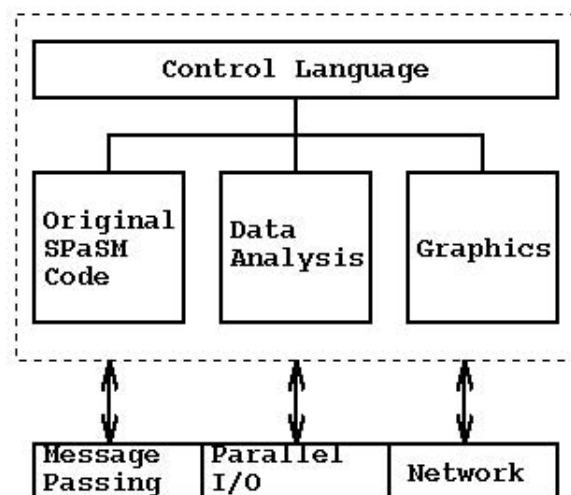 Control Language
Original
SPaSM
Code
Data
Analysis
Graphics
Message
Passing
Parallel
I/O
Network